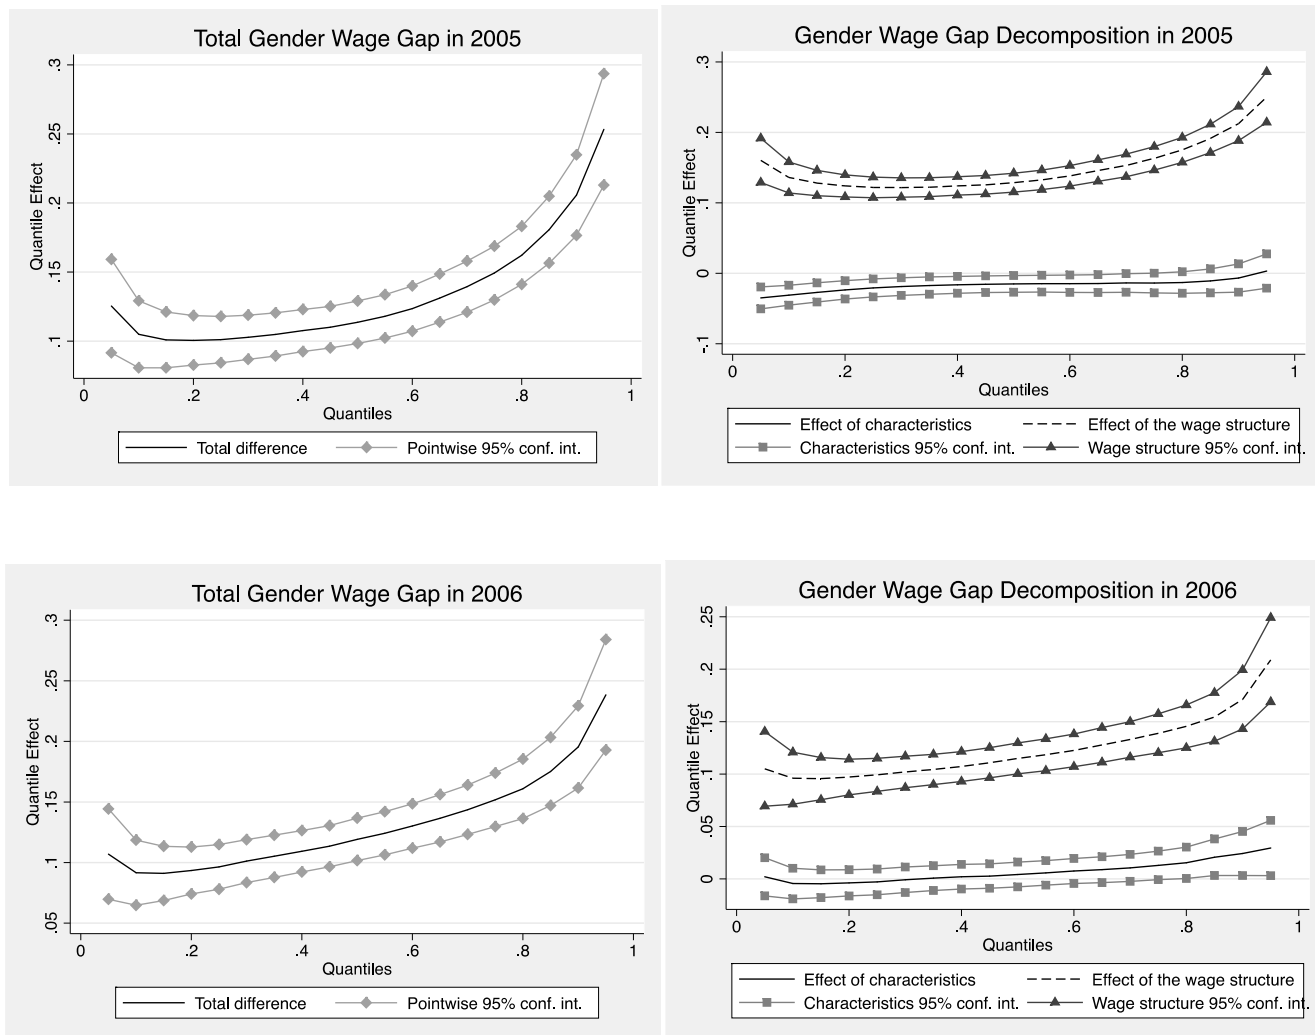 Total Gender Wage Gap in 2005
Quantile Effect
.3
.25
.2
.15
.1
0 .2 .4 .6 .8 1
Quantiles
Total difference Pointwise 95% conf. int.
Gender Wage Gap Decomposition in 2005
Quantile Effect
.3
.2
.1
0
-.1
0 .2 .4 .6 .8 1
Quantiles
Effect of characteristics Effect of the wage structure
Characteristics 95% conf. int. Wage structure 95% conf. int.
Total Gender Wage Gap in 2006
Quantile Effect
.3
.25
.2
.15
.1
.05
0 .2 .4 .6 .8 1
Quantiles
Total difference Pointwise 95% conf. int.
Gender Wage Gap Decomposition in 2006
Quantile Effect
.25
.2
.15
.1
.05
0
0 .2 .4 .6 .8 1
Quantiles
Effect of characteristics Effect of the wage structure
Characteristics 95% conf. int. Wage structure 95% conf. int.